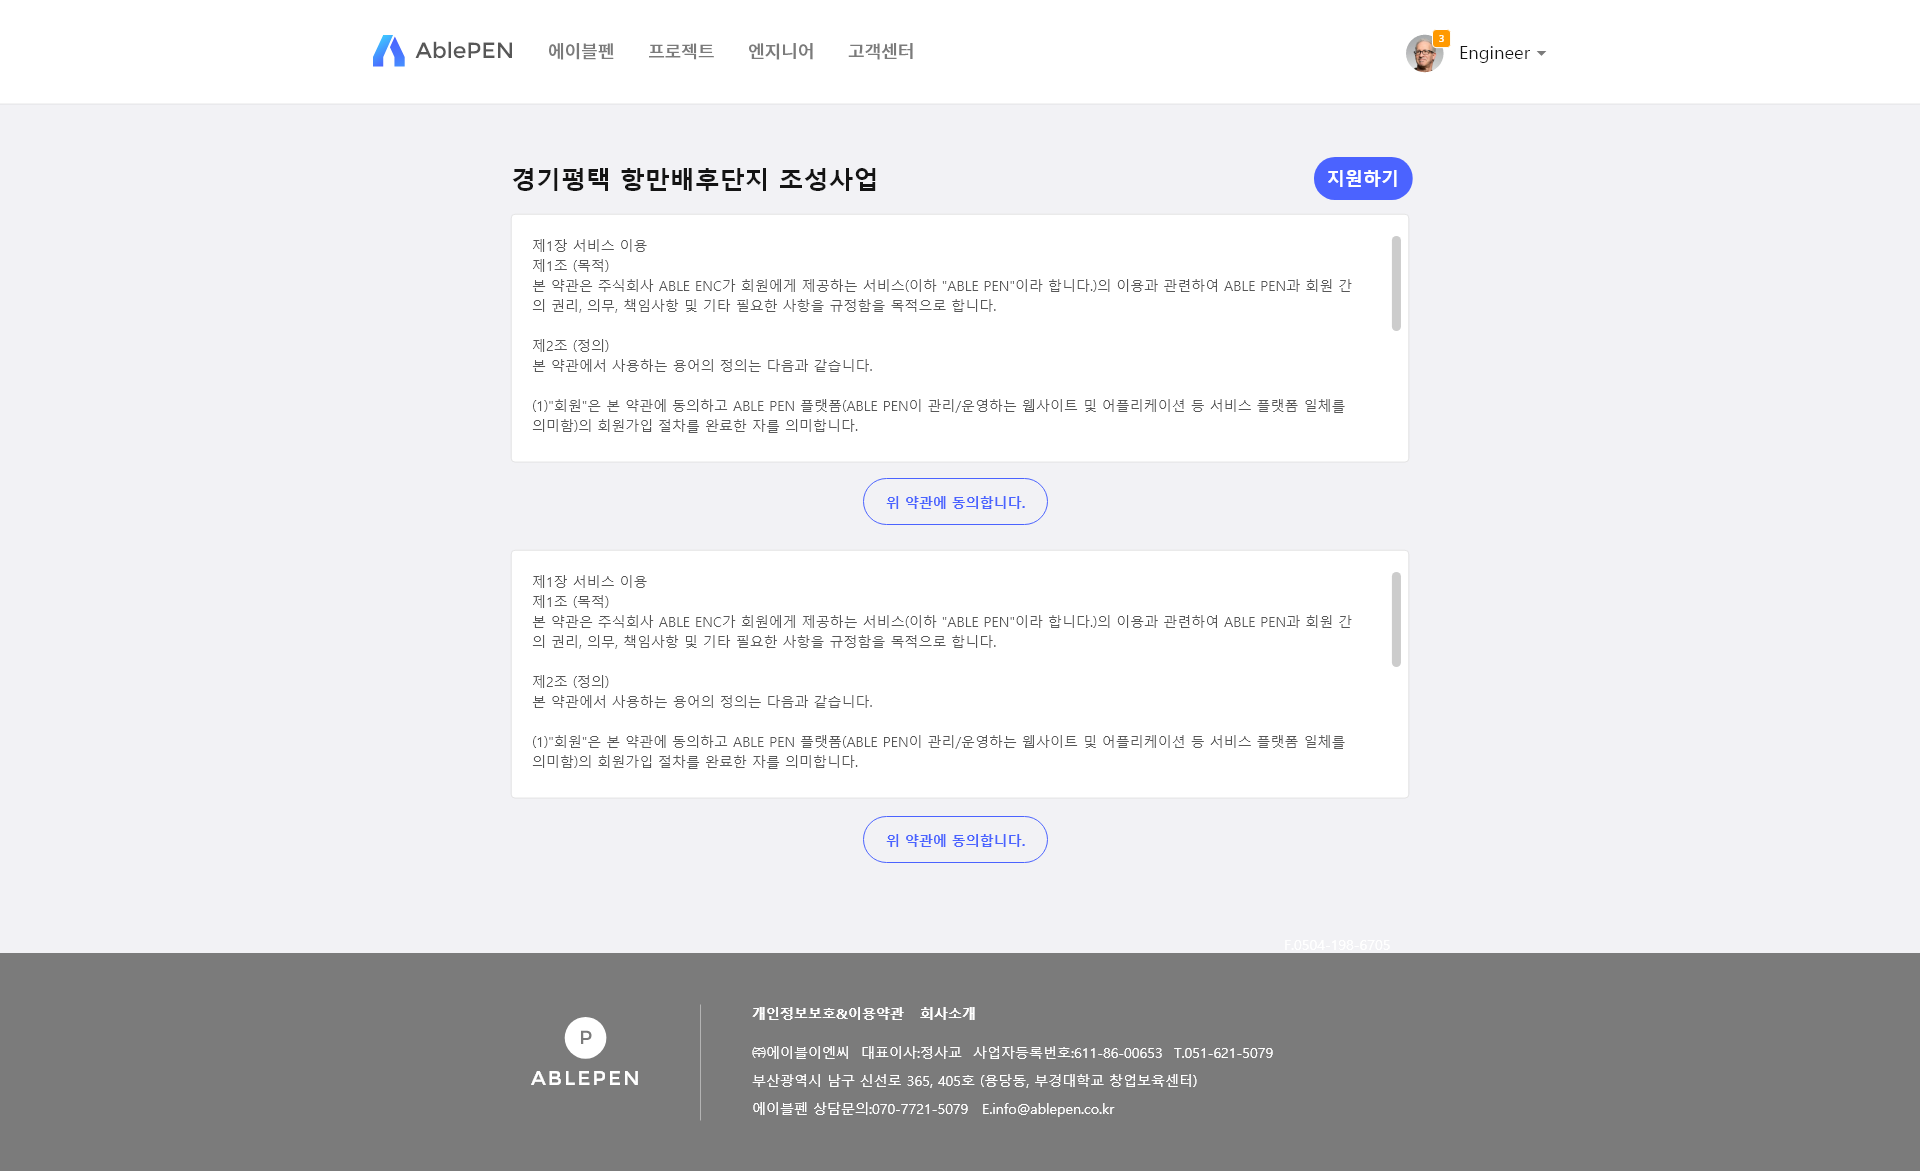 AblePEN 에이블펜 프로젝트 엔지니어 고객센터 3 Engineer
경기평택 항만배후단지 조성사업 지원하기
제1장 서비스 이용
제1조 (목적)
본 약관은 주식회사 ABLE ENC가 회원에게 제공하는 서비스(이하 "ABLE PEN"이라 합니다.)의 이용과 관련하여 ABLE PEN과 회원 간
의 권리, 의무, 책임사항 및 기타 필요한 사항을 규정함을 목적으로 합니다.
제2조 (정의)
본 약관에서 사용하는 용어의 정의는 다음과 같습니다.
(1)"회원"은 본 약관에 동의하고 ABLE PEN 플랫폼(ABLE PEN이 관리/운영하는 웹사이트 및 어플리케이션 등 서비스 플랫폼 일체를
의미함)의 회원가입 절차를 완료한 자를 의미합니다.
위 약관에 동의합니다.
제1장 서비스 이용
제1조 (목적)
본 약관은 주식회사 ABLE ENC가 회원에게 제공하는 서비스(이하 "ABLE PEN"이라 합니다.)의 이용과 관련하여 ABLE PEN과 회원 간
의 권리, 의무, 책임사항 및 기타 필요한 사항을 규정함을 목적으로 합니다.
제2조 (정의)
본 약관에서 사용하는 용어의 정의는 다음과 같습니다.
(1)"회원"은 본 약관에 동의하고 ABLE PEN 플랫폼(ABLE PEN이 관리/운영하는 웹사이트 및 어플리케이션 등 서비스 플랫폼 일체를
의미함)의 회원가입 절차를 완료한 자를 의미합니다.
위 약관에 동의합니다.
F.0504-198-6705
P
ABLEPEN
개인정보보호&이용약관 회사소개
㈜에이블이엔씨 대표이사:정사교 사업자등록번호:611-86-00653 T.051-621-5079
부산광역시 남구 신선로 365, 405호 (용당동, 부경대학교 창업보육센터)
에이블펜 상담문의:070-7721-5079 E.info@ablepen.co.kr